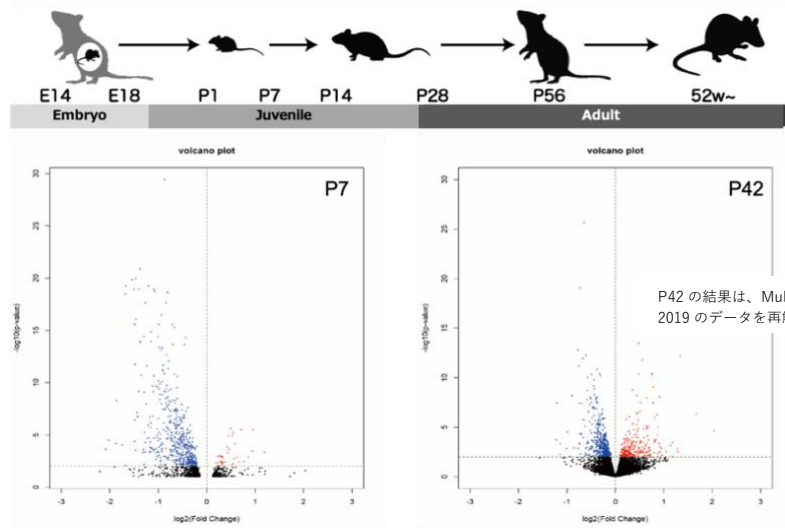 E14 E18 P1 P7 P14 P28 P56 52w~
Embryo Juvenile Adult
volcano plot
P7
-log10(p-value)
30
25
20
15
10
5
0
-3 -2 -1 0 1 2 3
log2(Fold Change)
volcano plot
P42
P42 の結果は、Mul
2019 のデータを再解
-log10(p-value)
30
25
20
15
10
5
0
-3 -2 -1 0 1 2 3
log2(Fold Change)